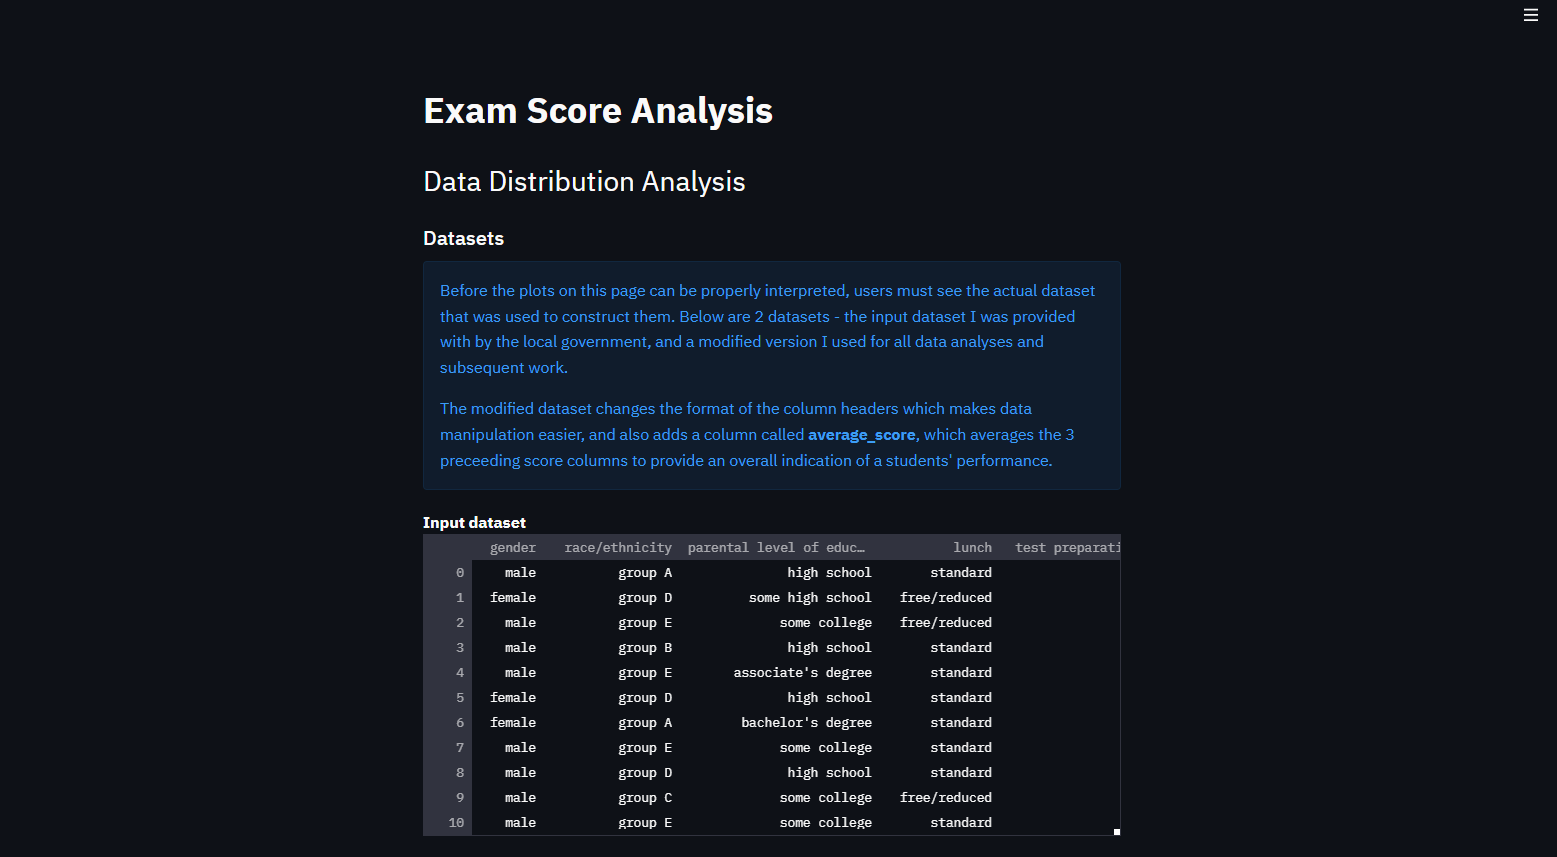 Exam Score Analysis
Data Distribution Analysis
Datasets
Before the plots on this page can be properly interpreted, users must see the actual dataset
that was used to construct them. Below are 2 datasets - the input dataset I was provided
with by the local government, and a modified version I used for all data analyses and
subsequent work.
The modified dataset changes the format of the column headers which makes data
manipulation easier, and also adds a column called average_score, which averages the 3
preceeding score columns to provide an overall indication of a students' performance.
Input dataset
gender race/ethnicity parental level of educ… lunch test preparati
0 male group A high school standard
1 female group D some high school free/reduced
2 male group E some college free/reduced
3 male group B high school standard
4 male group E associate's degree standard
5 female group D high school standard
6 female group A bachelor's degree standard
7 male group E some college standard
8 male group D high school standard
9 male group C some college free/reduced
10 male group E some college standard